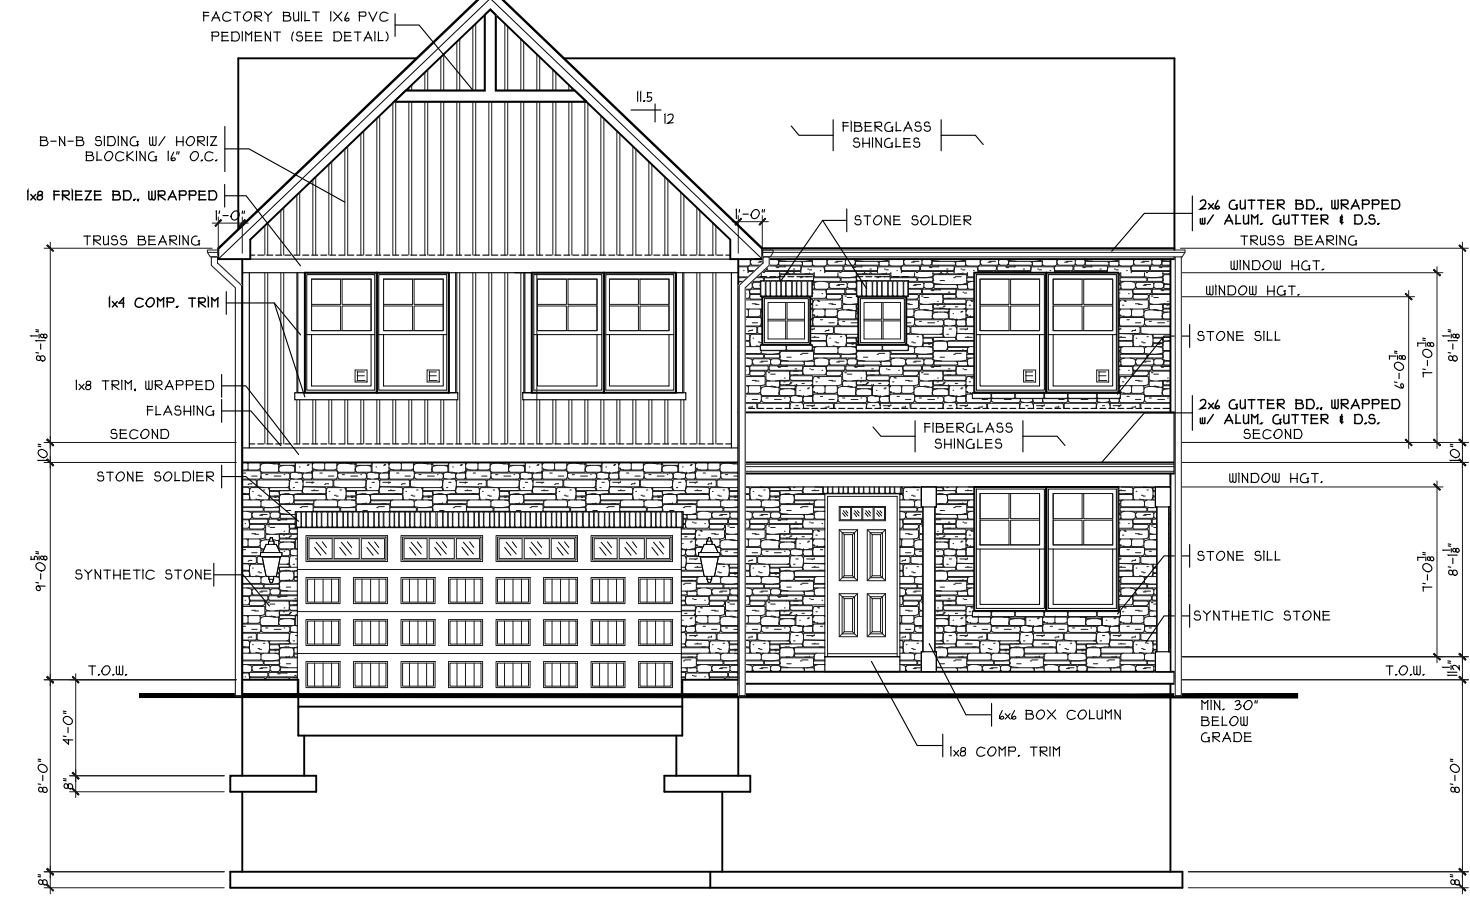 FACTORY BUILT 1X6 PVC
PEDIMENT (SEE DETAIL)
11.5
12
FIBERGLASS
SHINGLES
B-N-B SIDING W/ HORIZ
BLOCKING 16" O.C.
1x8 FRIEZE BD., WRAPPED
1'-0"
1'-0"
STONE SOLDIER
2x6 GUTTER BD., WRAPPED
w/ ALUM. GUTTER & D.S.
TRUSS BEARING
TRUSS BEARING
WINDOW HGT.
WINDOW HGT.
1x4 COMP. TRIM
STONE SILL
8'-1 1/8"
6'-0 7/8"
7'-0 7/8"
8'-1 1/8"
E
E
E
E
1x8 TRIM, WRAPPED
FLASHING
2x6 GUTTER BD., WRAPPED
w/ ALUM. GUTTER & D.S.
SECOND
SECOND
FIBERGLASS
SHINGLES
10"
10"
STONE SOLDIER
WINDOW HGT.
9'-0 5/8"
STONE SILL
7'-0 7/8"
8'-1 1/8"
SYNTHETIC STONE
SYNTHETIC STONE
T.O.W.
T.O.W.
11 1/2"
6x6 BOX COLUMN
MIN. 30"
BELOW
GRADE
1x8 COMP. TRIM
4'-0"
8'-0"
8"
8'-0"
8"
8"